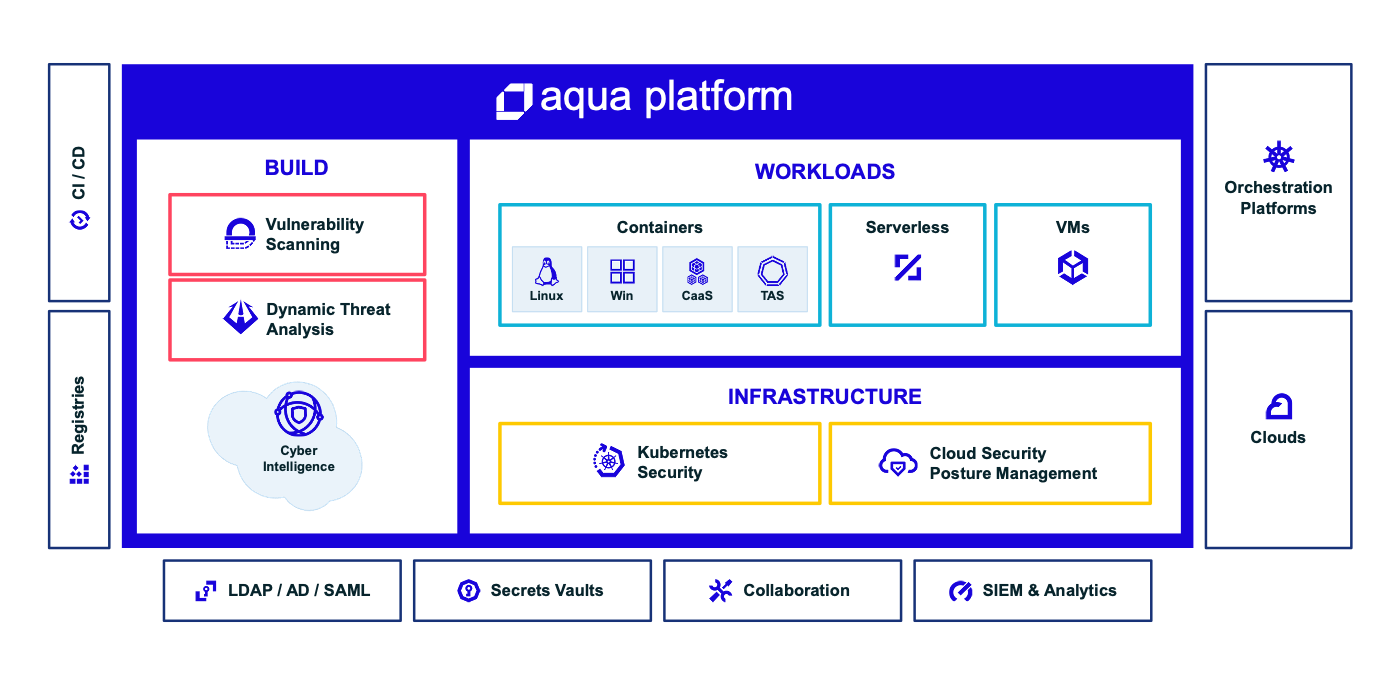 aqua platform
CI / CD
Registries
BUILD
Vulnerability
Scanning
Dynamic Threat
Analysis
Cyber
Intelligence
WORKLOADS
Containers
Linux
Win
CaaS
TAS
Serverless
VMs
INFRASTRUCTURE
Kubernetes
Security
Cloud Security
Posture Management
Orchestration
Platforms
Clouds
LDAP / AD / SAML
Secrets Vaults
Collaboration
SIEM & Analytics